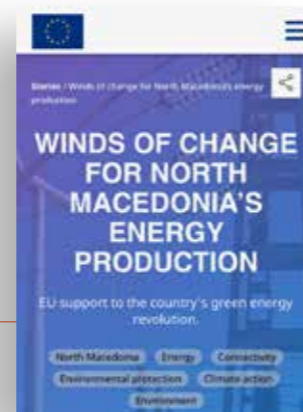 Stories / Winds of change for North Macedonia's energy
production
WINDS OF CHANGE
FOR NORTH
MACEDONIA'S
ENERGY
PRODUCTION
EU support to the country's green energy
revolution.
North Macedonia Energy Connectivity
Environmental protection Climate action
Environment